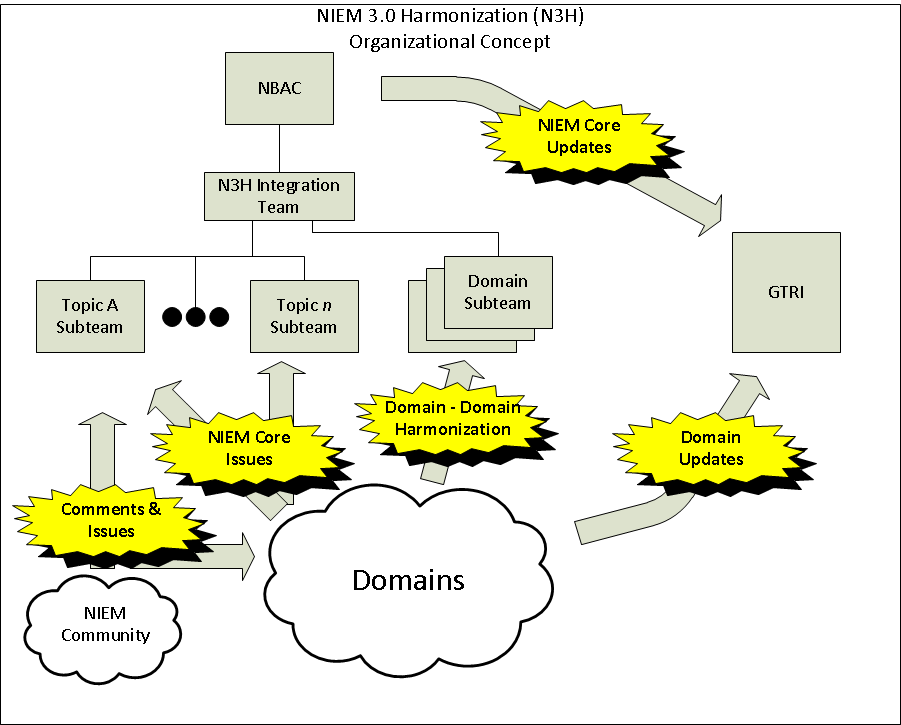 NIEM 3.0 Harmonization (N3H)
Organizational Concept
NBAC
NIEM Core
Updates
N3H Integration
Team
Topic A
Subteam
Topic n
Subteam
Domain
Subteam
GTRI
Domain - Domain
Harmonization
NIEM Core
Issues
Domain
Updates
Comments &
Issues
Domains
NIEM
Community